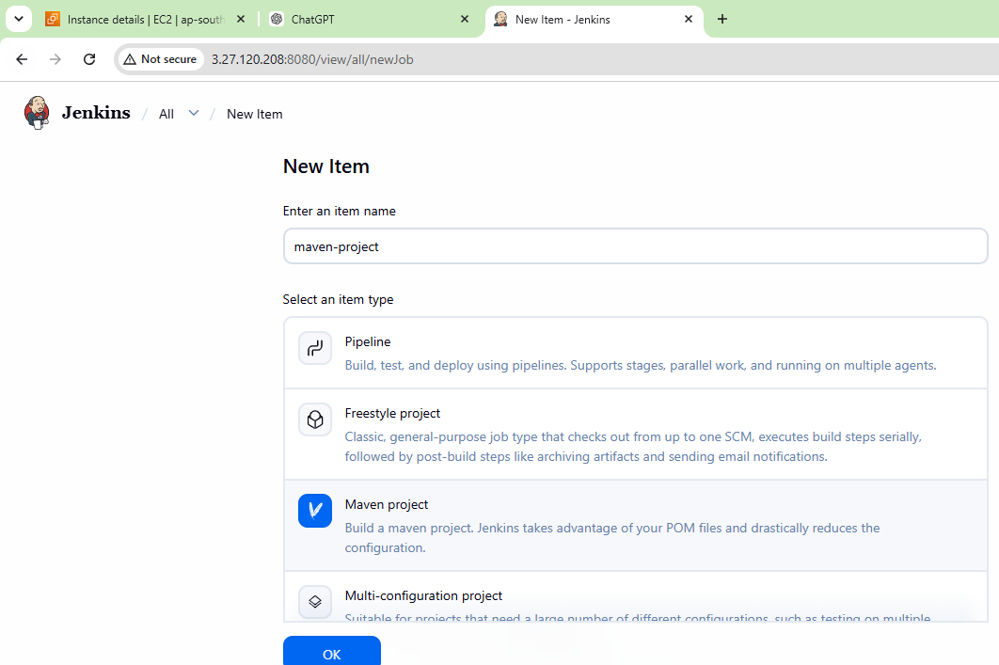 Instance details | EC2 | ap-south
ChatGPT
New Item - Jenkins
Not secure
3.27.120.208:8080/view/all/newJob
Jenkins / All / New Item
New Item
Enter an item name
maven-project
Select an item type
Pipeline
Build, test, and deploy using pipelines. Supports stages, parallel work, and running on multiple agents.
Freestyle project
Classic, general-purpose job type that checks out from up to one SCM, executes build steps serially,
followed by post-build steps like archiving artifacts and sending email notifications.
Maven project
Build a maven project. Jenkins takes advantage of your POM files and drastically reduces the
configuration.
Multi-configuration project
Suitable for projects that need a large number of different configurations, such as testing on multiple
OK